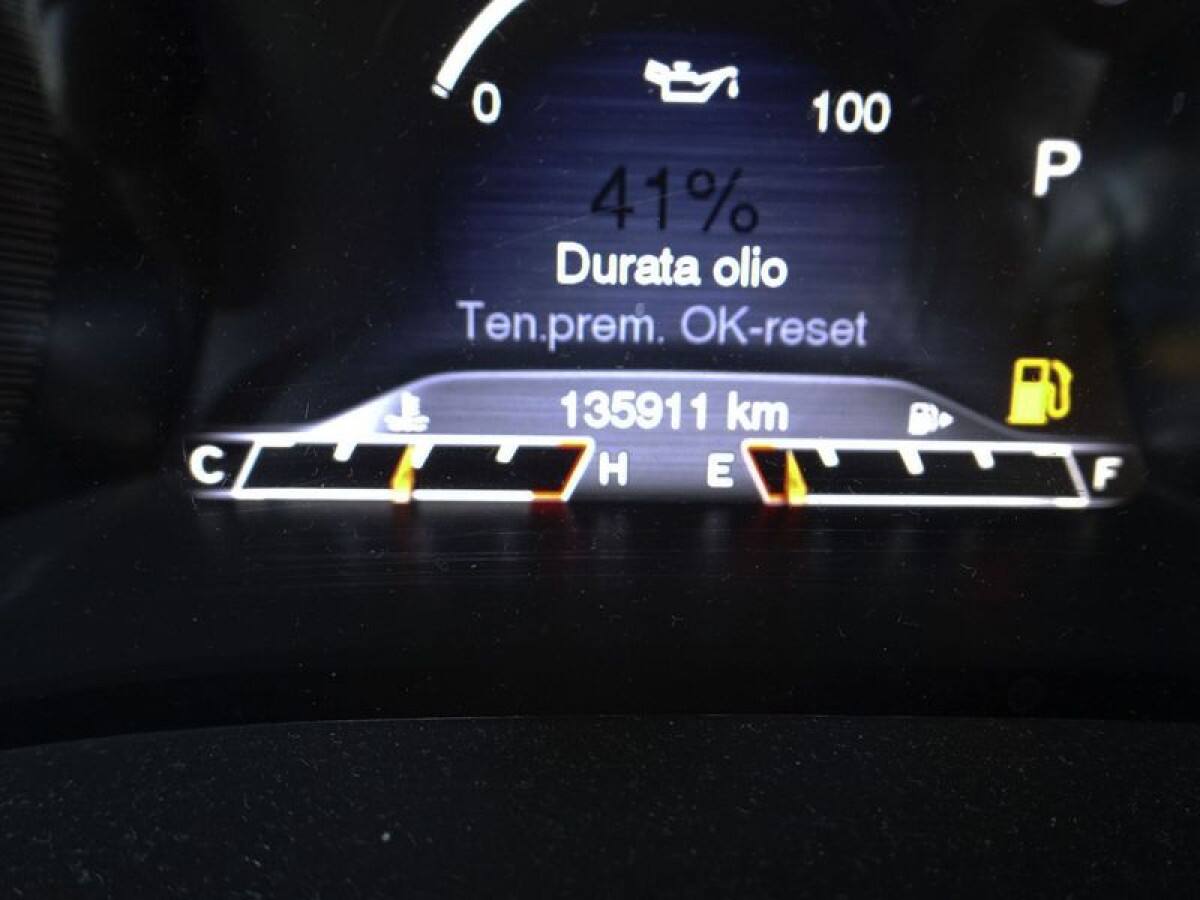 0 100
P
41%
Durata olio
Ten.prem. OK-reset
135911 km
C H E F